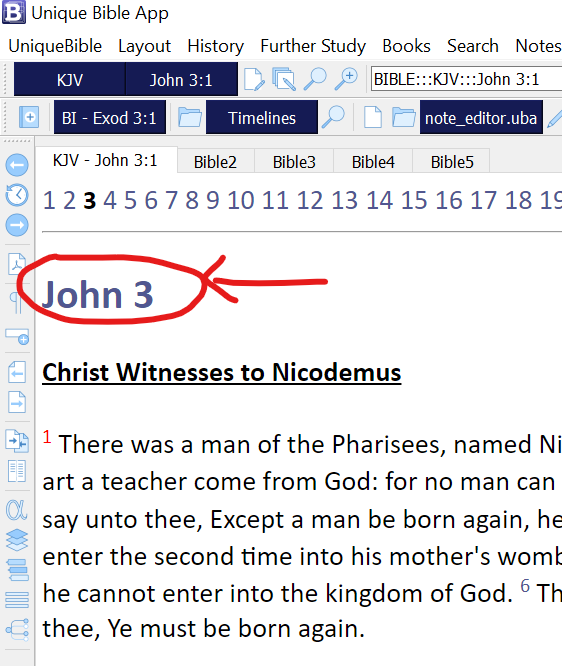 Unique Bible App
UniqueBible Layout History Further Study Books Search Notes
KJV John 3:1 BIBLE:::KJV:::John 3:1
BI - Exod 3:1 Timelines note_editor.uba
KJV - John 3:1 Bible2 Bible3 Bible4 Bible5
1 2 3 4 5 6 7 8 9 10 11 12 13 14 15 16 17 18 19
John 3
Christ Witnesses to Nicodemus
1 There was a man of the Pharisees, named Ni
art a teacher come from God: for no man can
say unto thee, Except a man be born again, he
enter the second time into his mother's womb
he cannot enter into the kingdom of God. 6 Th
thee, Ye must be born again.